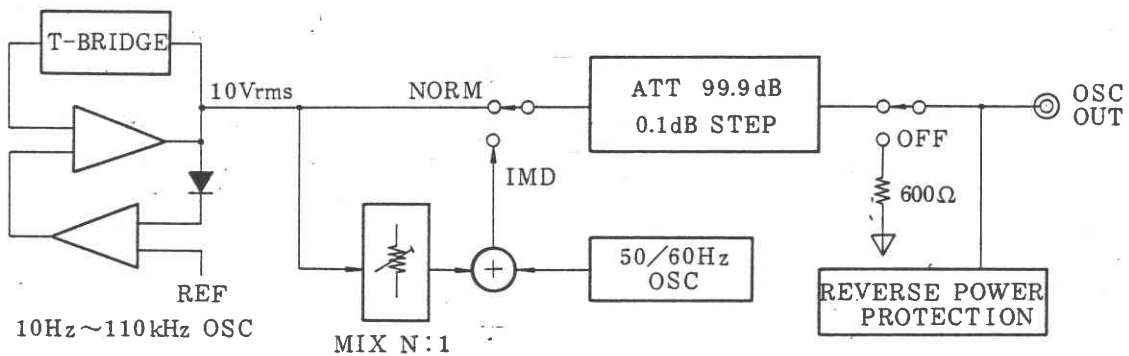 T-BRIDGE
10Vrms
NORM
ATT 99.9dB
0.1dB STEP
OSC
OUT
OFF
600Ω
IMD
50/60Hz
OSC
REF
10Hz~110kHz OSC
MIX N:1
REVERSE POWER
PROTECTION